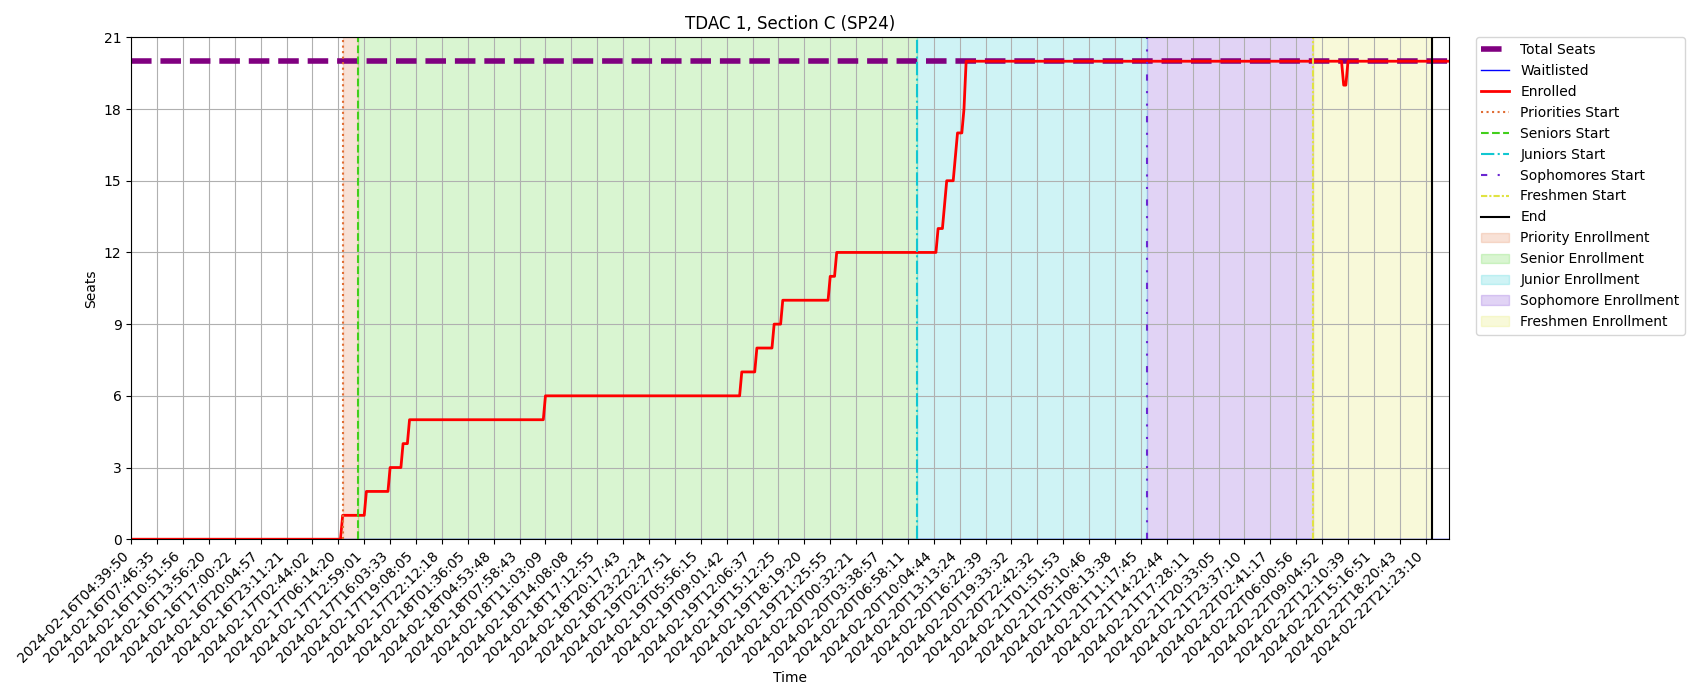 TDAC 1, Section C (SP24)
21
18
15
12
9
6
3
0
Seats
2024-02-16T04:39:50
2024-02-16T07:46:35
2024-02-16T10:51:56
2024-02-16T13:56:20
2024-02-16T17:00:22
2024-02-16T20:04:57
2024-02-16T23:11:21
2024-02-17T02:44:02
2024-02-17T06:14:20
2024-02-17T12:59:01
2024-02-17T16:03:33
2024-02-17T19:08:05
2024-02-17T22:12:18
2024-02-18T01:36:05
2024-02-18T04:53:48
2024-02-18T07:58:43
2024-02-18T11:03:09
2024-02-18T14:08:08
2024-02-18T17:12:55
2024-02-18T20:17:43
2024-02-18T23:22:24
2024-02-19T02:27:51
2024-02-19T05:56:15
2024-02-19T09:01:42
2024-02-19T12:06:37
2024-02-19T15:12:25
2024-02-19T18:19:20
2024-02-19T21:25:55
2024-02-20T00:32:21
2024-02-20T03:38:57
2024-02-20T06:58:11
2024-02-20T10:04:44
2024-02-20T13:13:24
2024-02-20T16:22:39
2024-02-20T19:33:32
2024-02-20T22:42:32
2024-02-21T01:51:53
2024-02-21T05:10:46
2024-02-21T08:13:38
2024-02-21T11:17:45
2024-02-21T14:22:44
2024-02-21T17:28:11
2024-02-21T20:33:05
2024-02-21T23:37:10
2024-02-22T02:41:17
2024-02-22T06:00:56
2024-02-22T09:04:52
2024-02-22T12:10:39
2024-02-22T15:16:51
2024-02-22T18:20:43
2024-02-22T21:23:10
Time
Total Seats
Waitlisted
Enrolled
Priorities Start
Seniors Start
Juniors Start
Sophomores Start
Freshmen Start
End
Priority Enrollment
Senior Enrollment
Junior Enrollment
Sophomore Enrollment
Freshmen Enrollment